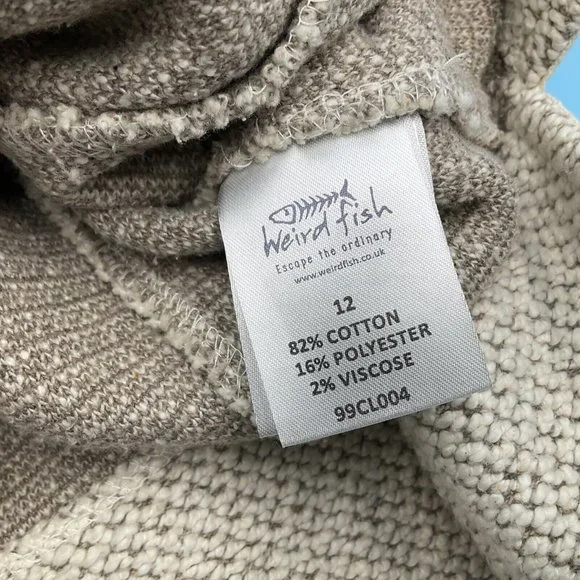 Weird fish
Escape the ordinary
www.weirdfish.co.uk
12
82% COTTON
16% POLYESTER
2% VISCOSE
99CL004